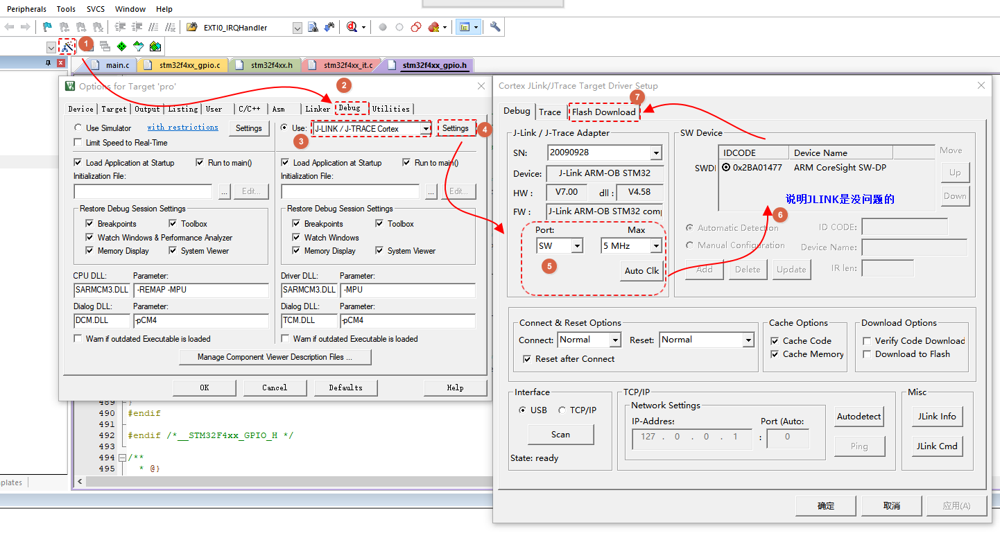 Peripherals Tools SVCS Window Help
EXTI0_IRQHandler
1
main.c stm32f4xx_gpio.c stm32f4xx.h stm32f4xx_it.c stm32f4xx_gpio.h
Options for Target 'pro'
2
Device Target Output Listing User C/C++ Asm Linker Debug Utilities
Use Simulator with restrictions Settings
Use: J-LINK / J-TRACE Cortex Settings
3
4
Limit Speed to Real-Time
Load Application at Startup Run to main()
Load Application at Startup Run to main()
Initialization File:
Initialization File:
... Edit...
... Edit...
Restore Debug Session Settings
Breakpoints Toolbox
Watch Windows & Performance Analyzer
Memory Display System Viewer
Restore Debug Session Settings
Breakpoints Toolbox
Watch Windows
Memory Display System Viewer
CPU DLL: Parameter:
SARMCM3.DLL -REMAP -MPU
Dialog DLL: Parameter:
DCM.DLL -pCM4
Driver DLL: Parameter:
SARMCM3.DLL -MPU
Dialog DLL: Parameter:
TCM.DLL -pCM4
Warn if outdated Executable is loaded
Warn if outdated Executable is loaded
Manage Component Viewer Description Files ...
OK Cancel Defaults Help
489 }
490 #endif
491
492 #endif /*__STM32F4xx_GPIO_H */
493
494 /**
495 * @}
plates
Cortex JLink/JTrace Target Driver Setup
7
Debug Trace Flash Download
J-Link / J-Trace Adapter
SN: 20090928
Device: J-Link ARM-OB STM32
HW : V7.00 dll : V4.58
FW : J-Link ARM-OB STM32 comp
Port: Max
SW 5 MHz
5
Auto Clk
SW Device
IDCODE Device Name
SWDI 0x2BA01477 ARM CoreSight SW-DP
说明JLINK是没问题的
Move
Up
Down
6
Automatic Detection ID CODE:
Manual Configuration Device Name:
Add Delete Update IR len:
Connect & Reset Options
Connect: Normal Reset: Normal
Reset after Connect
Cache Options
Cache Code
Cache Memory
Download Options
Verify Code Download
Download to Flash
Interface
USB TCP/IP
Scan
State: ready
TCP/IP
Network Settings
IP-Address Port (Auto:
127 . 0 . 0 . 1 : 0
Autodetect
Ping
Misc
JLink Info
JLink Cmd
确定 取消 应用(A)